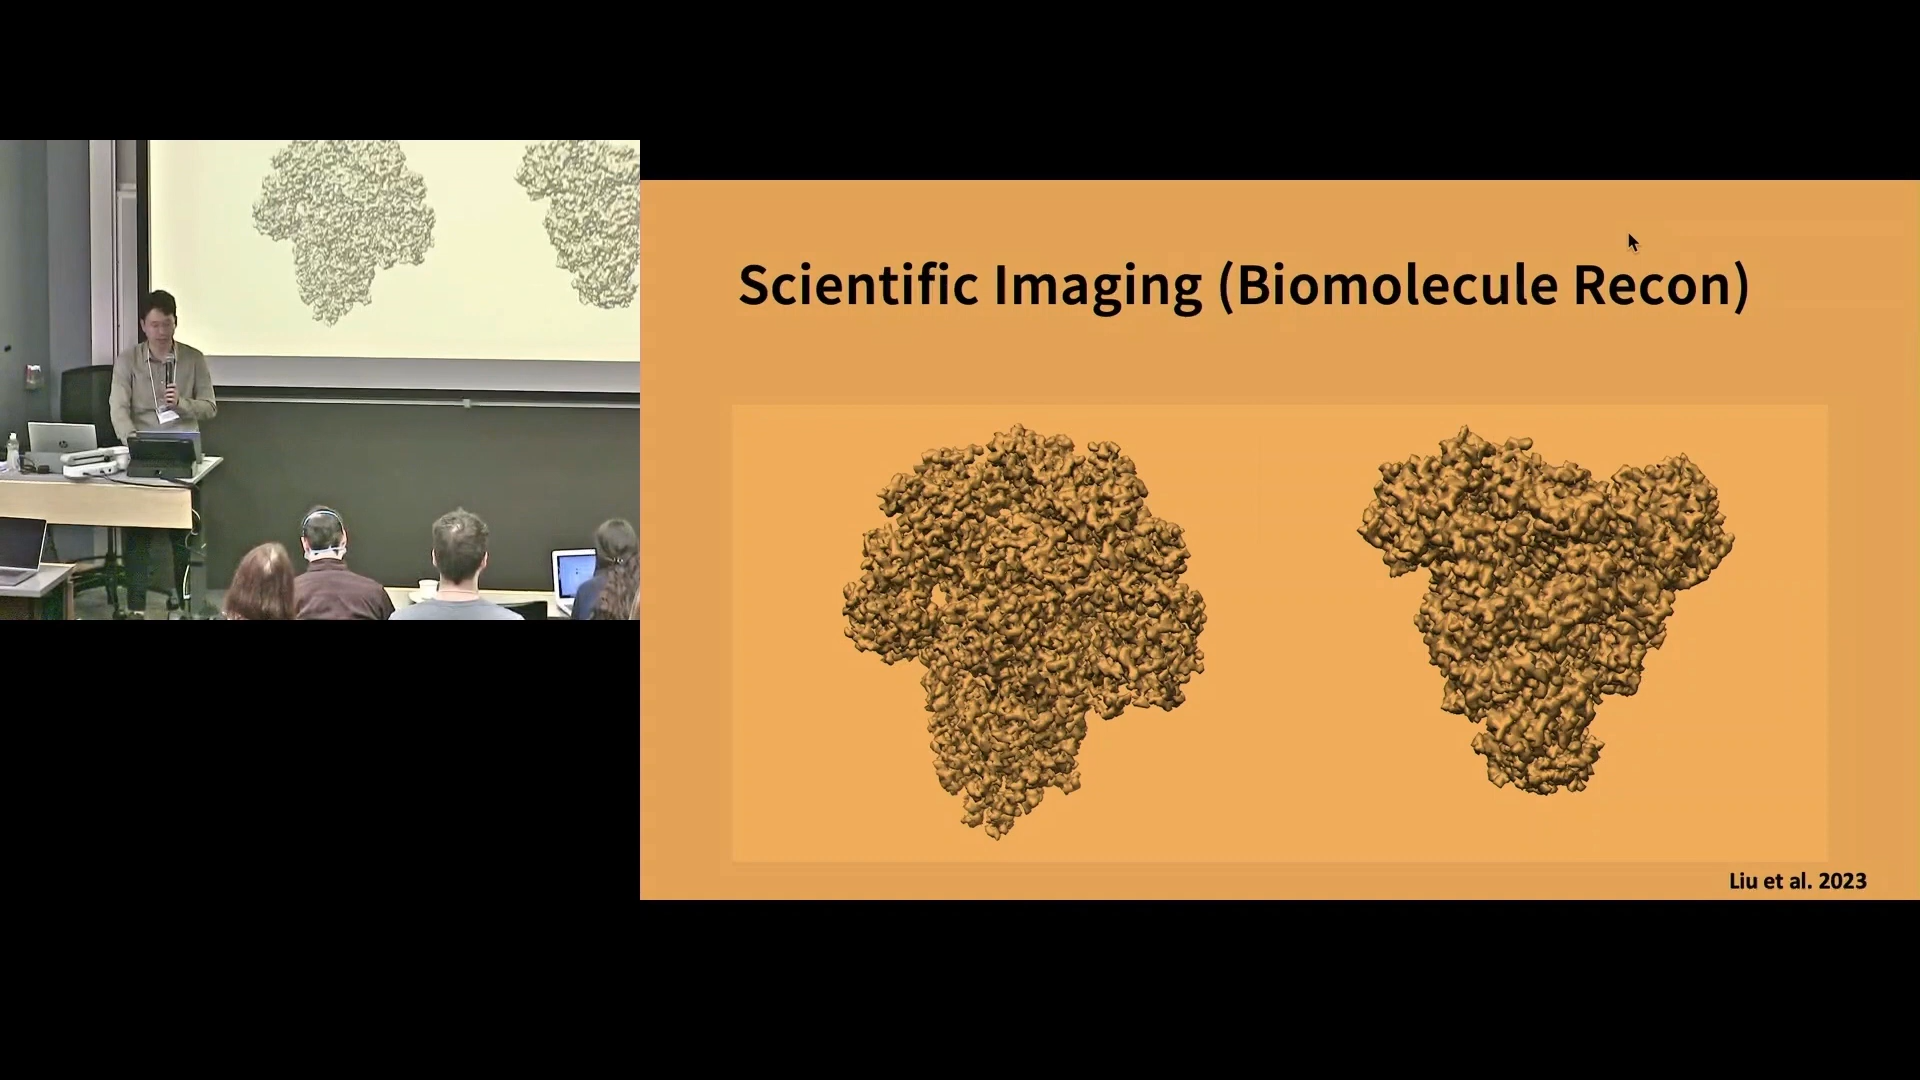 Scientific Imaging (Biomolecule Recon)
Liu et al. 2023